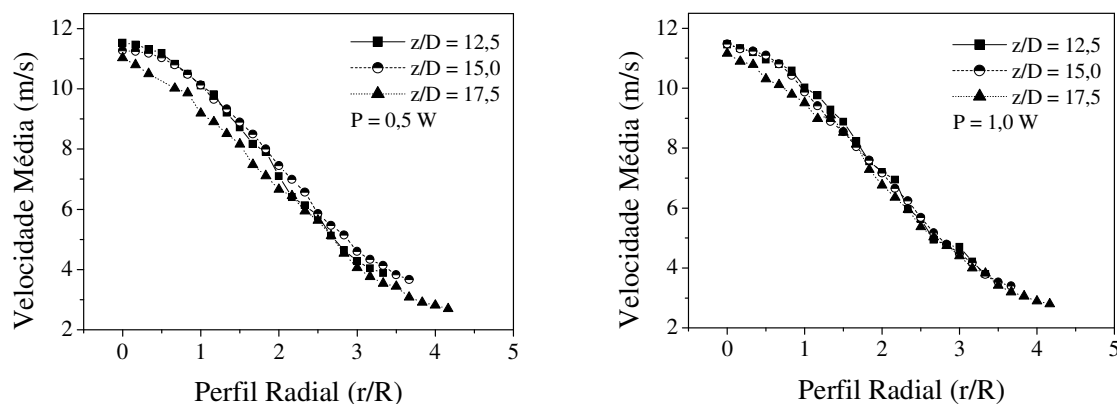 Velocidade Média (m/s)
12
10
8
6
4
2
0
1
2
3
4
5
Perfil Radial (r/R)
z/D = 12,5
z/D = 15,0
z/D = 17,5
P = 0,5 W
Velocidade Média (m/s)
12
10
8
6
4
2
0
1
2
3
4
5
Perfil Radial (r/R)
z/D = 12,5
z/D = 15,0
z/D = 17,5
P = 1,0 W